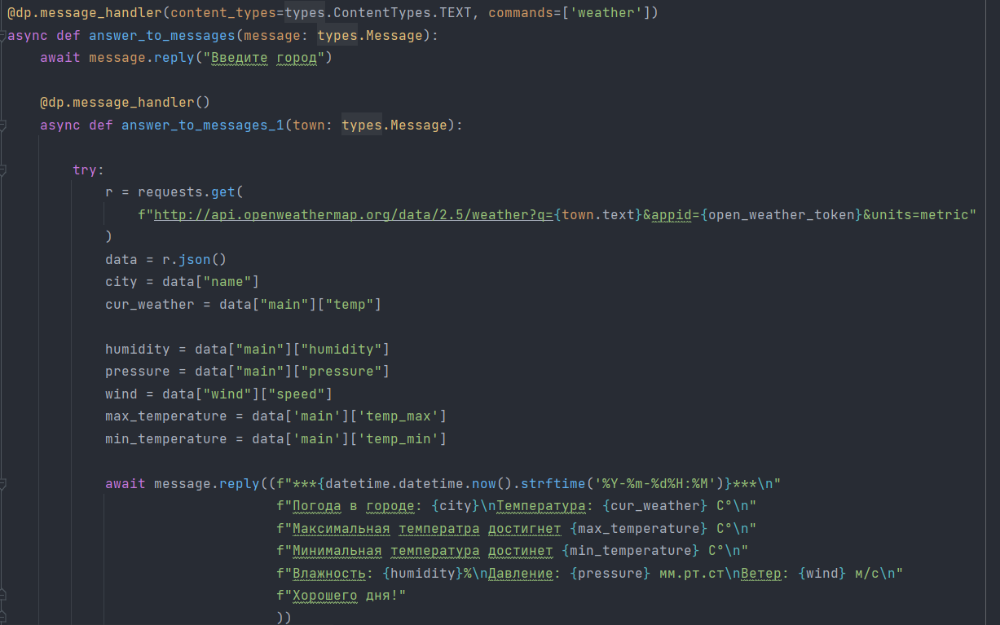 @dp.message_handler(content_types=types.ContentTypes.TEXT, commands=['weather'])
async def answer_to_messages(message: types.Message):
    await message.reply("Введите город")

    @dp.message_handler()
    async def answer_to_messages_1(town: types.Message):

        try:
            r = requests.get(
                f"http://api.openweathermap.org/data/2.5/weather?q={town.text}&appid={open_weather_token}&units=metric"
            )
            data = r.json()
            city = data["name"]
            cur_weather = data["main"]["temp"]

            humidity = data["main"]["humidity"]
            pressure = data["main"]["pressure"]
            wind = data["wind"]["speed"]
            max_temperature = data['main']['temp_max']
            min_temperature = data['main']['temp_min']

            await message.reply((f"***{datetime.datetime.now().strftime('%Y-%m-%d%H:%M')}***\n"
                                 f"Погода в городе: {city}\nТемпература: {cur_weather} C°\n"
                                 f"Максимальная температра достигнет {max_temperature} C°\n"
                                 f"Минимальная температура достинет {min_temperature} C°\n"
                                 f"Влажность: {humidity}%\nДавление: {pressure} мм.рт.ст\nВетер: {wind} м/с\n"
                                 f"Хорошего дня!"
                                 ))